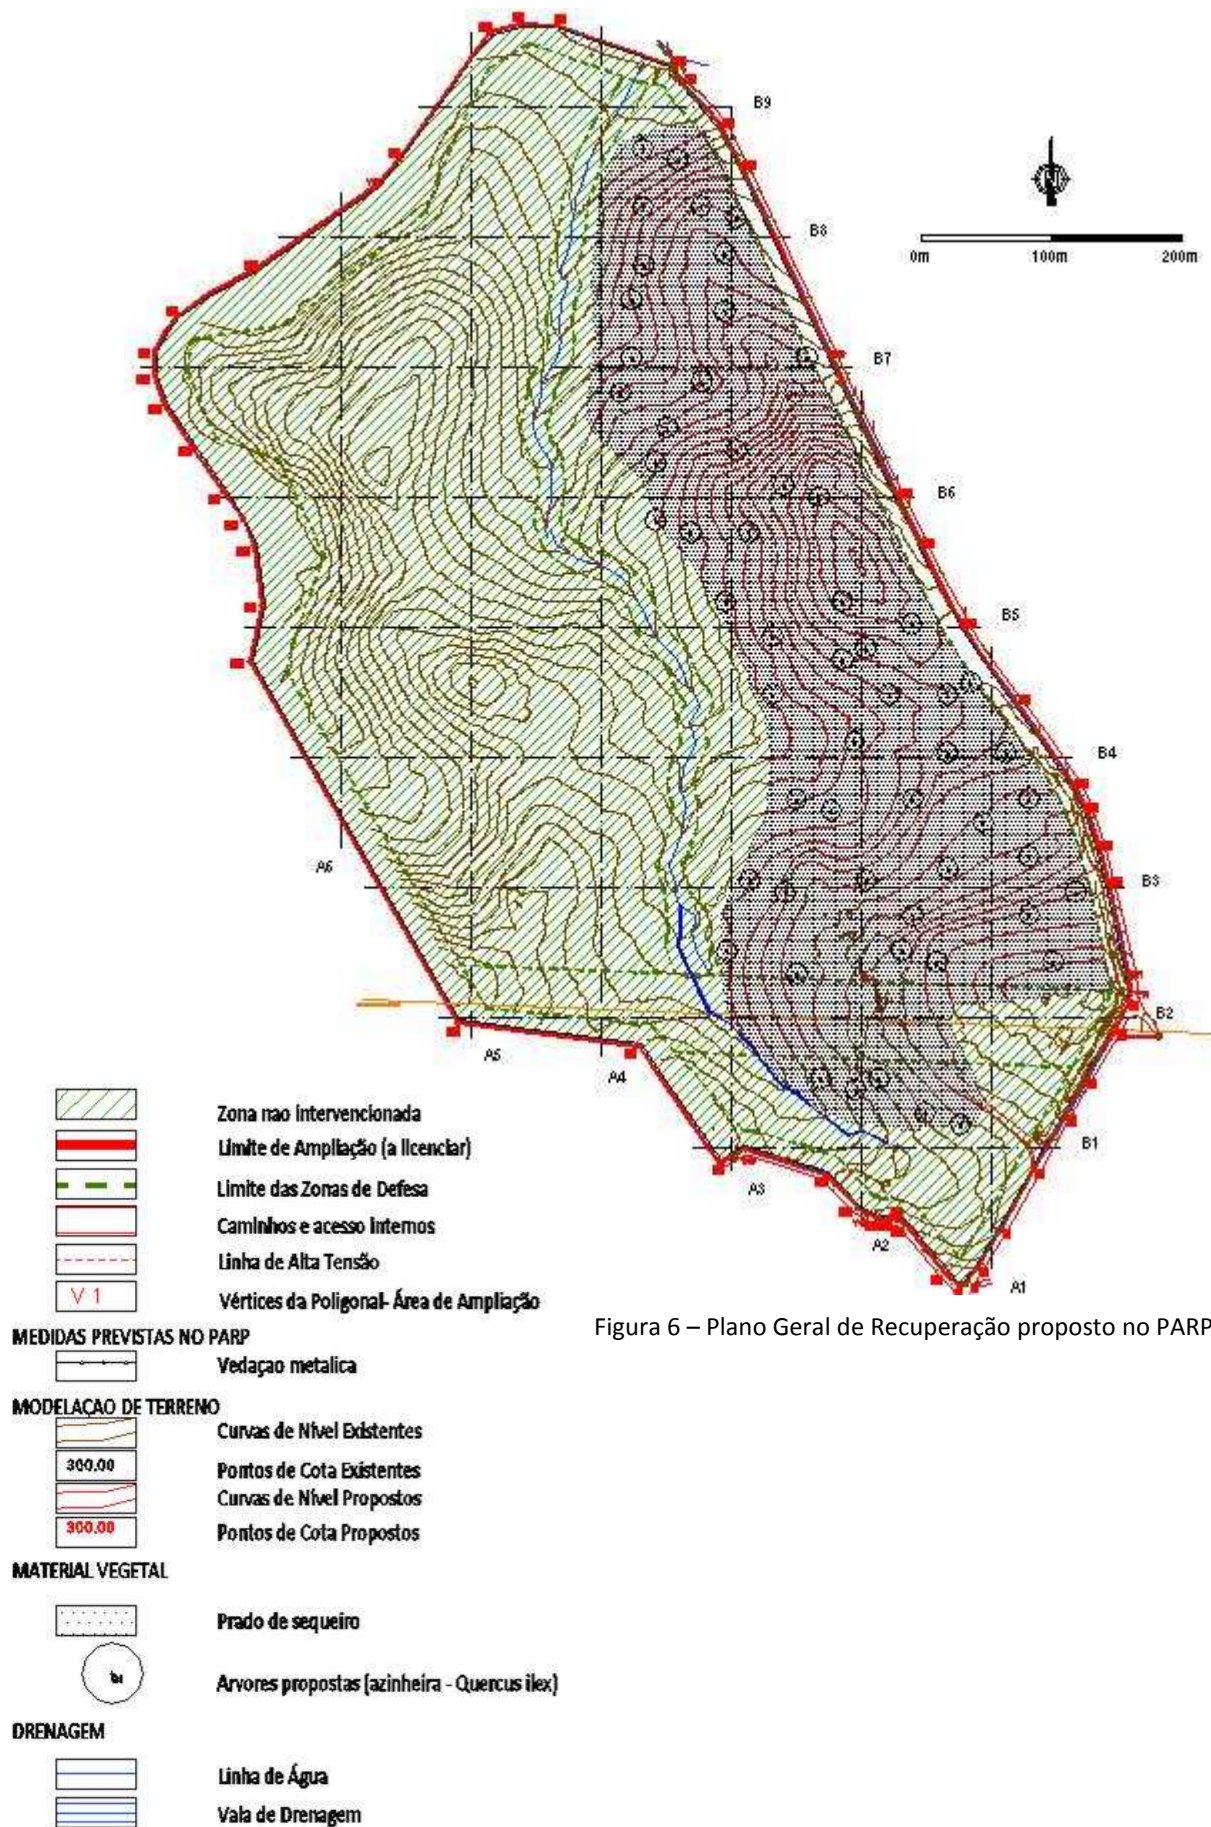 B9
B8
0m 100m 200m
B7
B6
B5
B4
B3
A6
B2
A5
A4
B1
A3
A2
A1
Zona nao intervencionada
Limite de Ampliação (a licenciar)
Limite das Zonas de Defesa
Caminhos e acesso internos
Linha de Alta Tensão
V 1 Vértices da Poligonal- Área de Ampliação
Figura 6 – Plano Geral de Recuperação proposto no PARP
MEDIDAS PREVISTAS NO PARP
Vedaçao metalica
MODELAÇAO DE TERRENO
Curvas de Nível Existentes
300.00 Pontos de Cota Existentes
Curvas de Nível Propostos
300.00 Pontos de Cota Propostos
MATERIAL VEGETAL
Prado de sequeiro
Arvores propostas (azinheira - Quercus ilex)
DRENAGEM
Linha de Água
Vala de Drenagem